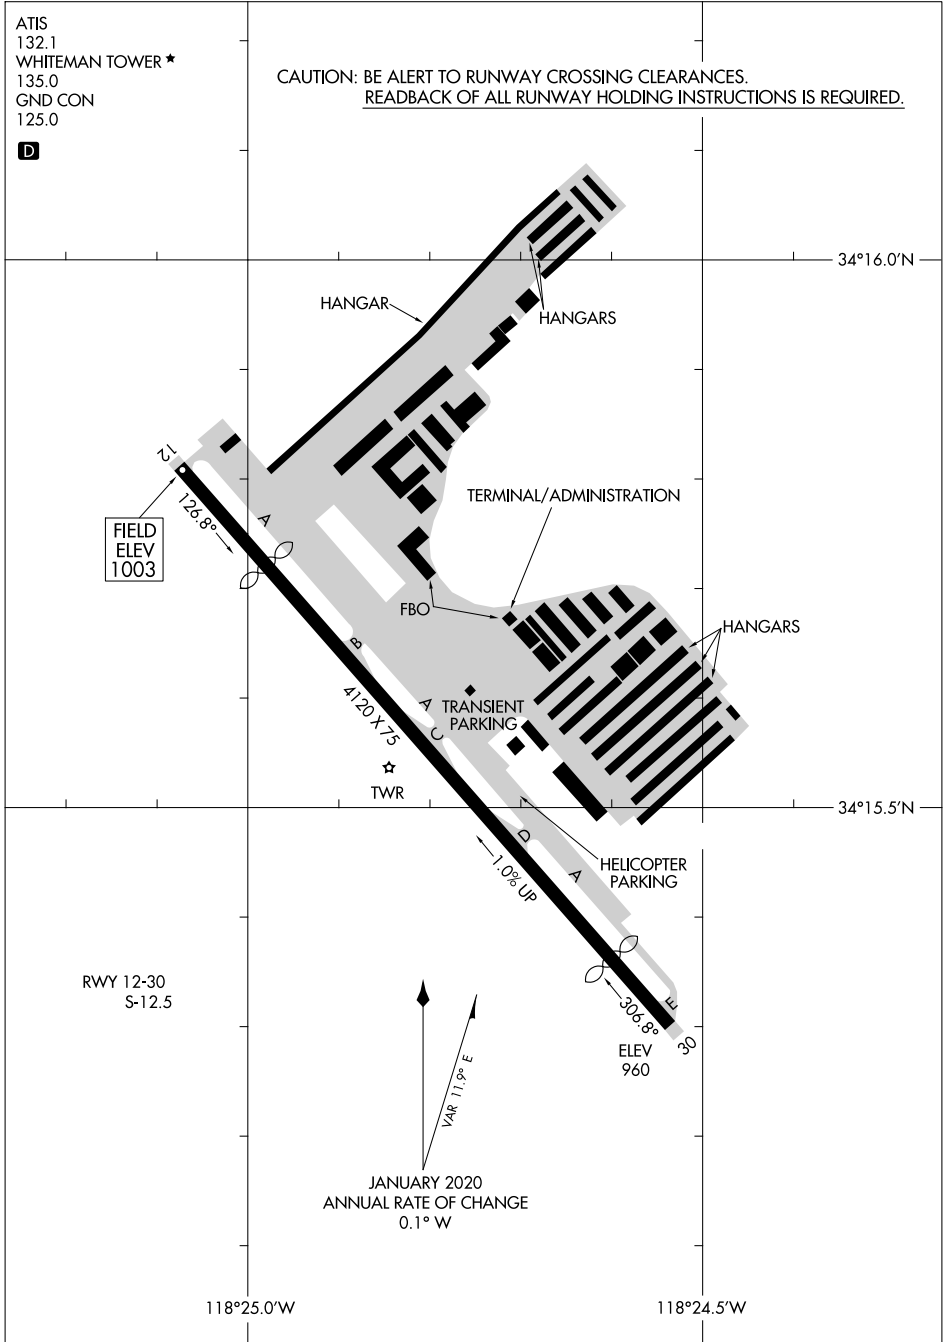 ATIS
132.1
WHITEMAN TOWER ★
135.0
GND CON
125.0
D
CAUTION: BE ALERT TO RUNWAY CROSSING CLEARANCES.
READBACK OF ALL RUNWAY HOLDING INSTRUCTIONS IS REQUIRED.
34°16.0'N
HANGAR
HANGARS
12
126.8°
A
FIELD
ELEV
1003
TERMINAL/ADMINISTRATION
FBO
HANGARS
B
4120 X 75
A
C
TRANSIENT
PARKING
TWR
34°15.5'N
D
1.0% UP
A
HELICOPTER
PARKING
RWY 12-30
S-12.5
306.8°
E
30
ELEV
960
VAR 11.9° E
JANUARY 2020
ANNUAL RATE OF CHANGE
0.1° W
118°25.0'W
118°24.5'W